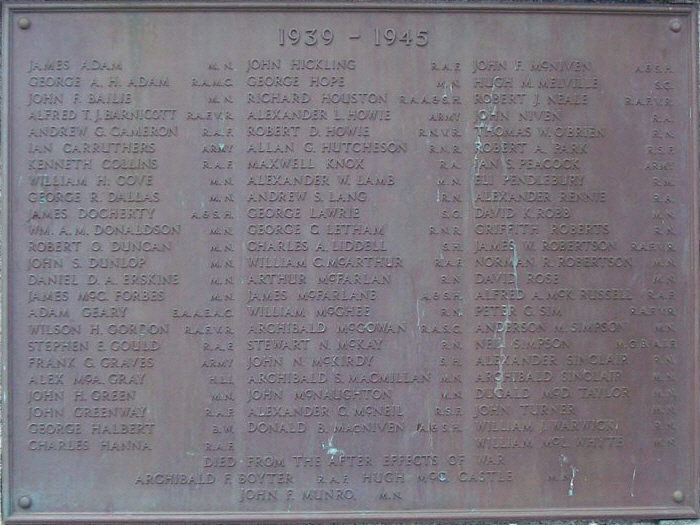 1939 - 1945
JAMES ADAM M.N. JOHN HICKLING R.A.F. JOHN F. McNIVEN A.&S.H.
GEORGE A. H. ADAM R.A.M.C. GEORGE HOPE M.N. HUGH M. MELVILLE S.G.
JOHN F. BAILIE M.N. RICHARD HOUSTON R.A.A.&S.H. ROBERT J. NEALE R.A.F.V.R.
ALFRED T. J. BARNICOTT R.A.F.V.R. ALEXANDER L. HOWIE ARMY JOHN NIVEN R.A.
ANDREW G. CAMERON R.A.F. ROBERT D. HOWIE R.N.V.R. THOMAS W. O'BRIEN R.N.
IAN CARRUTHERS ARMY ALLAN G. HUTCHESON R.N.R. ROBERT A. PARK R.S.F.
KENNETH COLLINS R.A.F. MAXWELL KNOX R.A. IAN S. PEACOCK ARMY
WILLIAM H. COVE M.N. ALEXANDER W. LAMB M.N. ELI PENDLEBURY R.M.
GEORGE R. DALLAS M.N. ANDREW S. LANG R.N. ALEXANDER RENNIE R.A.
JAMES DOCHERTY A.&S.H. GEORGE LAWRIE S.G. DAVID K. ROBB M.N.
WM. A. M. DONALDSON M.N. GEORGE C. LETHAM R.N.R. GRIFFITH ROBERTS R.N.
ROBERT G. DUNCAN M.N. CHARLES A. LIDDELL S.H. JAMES W. ROBERTSON R.A.F.V.R.
JOHN S. DUNLOP M.N. WILLIAM C. McARTHUR R.A.F. NORMAN R. ROBERTSON M.N.
DANIEL D. A. ERSKINE M.N. ARTHUR McFARLAN R.N. DAVID ROSE M.N.
JAMES McC. FORBES M.N. JAMES McFARLANE A.&S.H. ALFRED A. McK. RUSSELL R.A.F.
ADAM GEARY E.A.A.E.A.C. WILLIAM McGHEE R.N. PETER G. SIM R.A.F.V.R.
WILSON H. GORDON R.A.F.V.R. ARCHIBALD McGOWAN R.A.S.C. ANDERSON M. SIMPSON M.N.
STEPHEN E. GOULD R.A.F. STEWART N. McKAY R.N. NEIL SIMPSON M.G.B.A.L.F.
FRANK G. GRAVES ARMY JOHN N. McKIRDY S.H. ALEXANDER SINCLAIR R.N.
ALEX McA. GRAY H.L.I. ARCHIBALD S. MACMILLAN M.N. ARCHIBALD SINCLAIR M.N.
JOHN H. GREEN M.N. JOHN McNAUGHTON M.N. DUGALD McD. TAYLOR M.N.
JOHN GREENWAY R.A.F. ALEXANDER C. McNEIL R.S.F. JOHN TURNER M.N.
GEORGE HALBERT B.W. DONALD B. MACNIVEN A.&S.H. WILLIAM J. WARWICK R.N.
CHARLES HANNA R.A.F. WILLIAM McL. WHYTE M.N.
DIED FROM THE AFTER EFFECTS OF WAR
ARCHIBALD F. BOYTER R.A.F. HUGH McC. CASTLE
JOHN F. MUNRO. M.N.